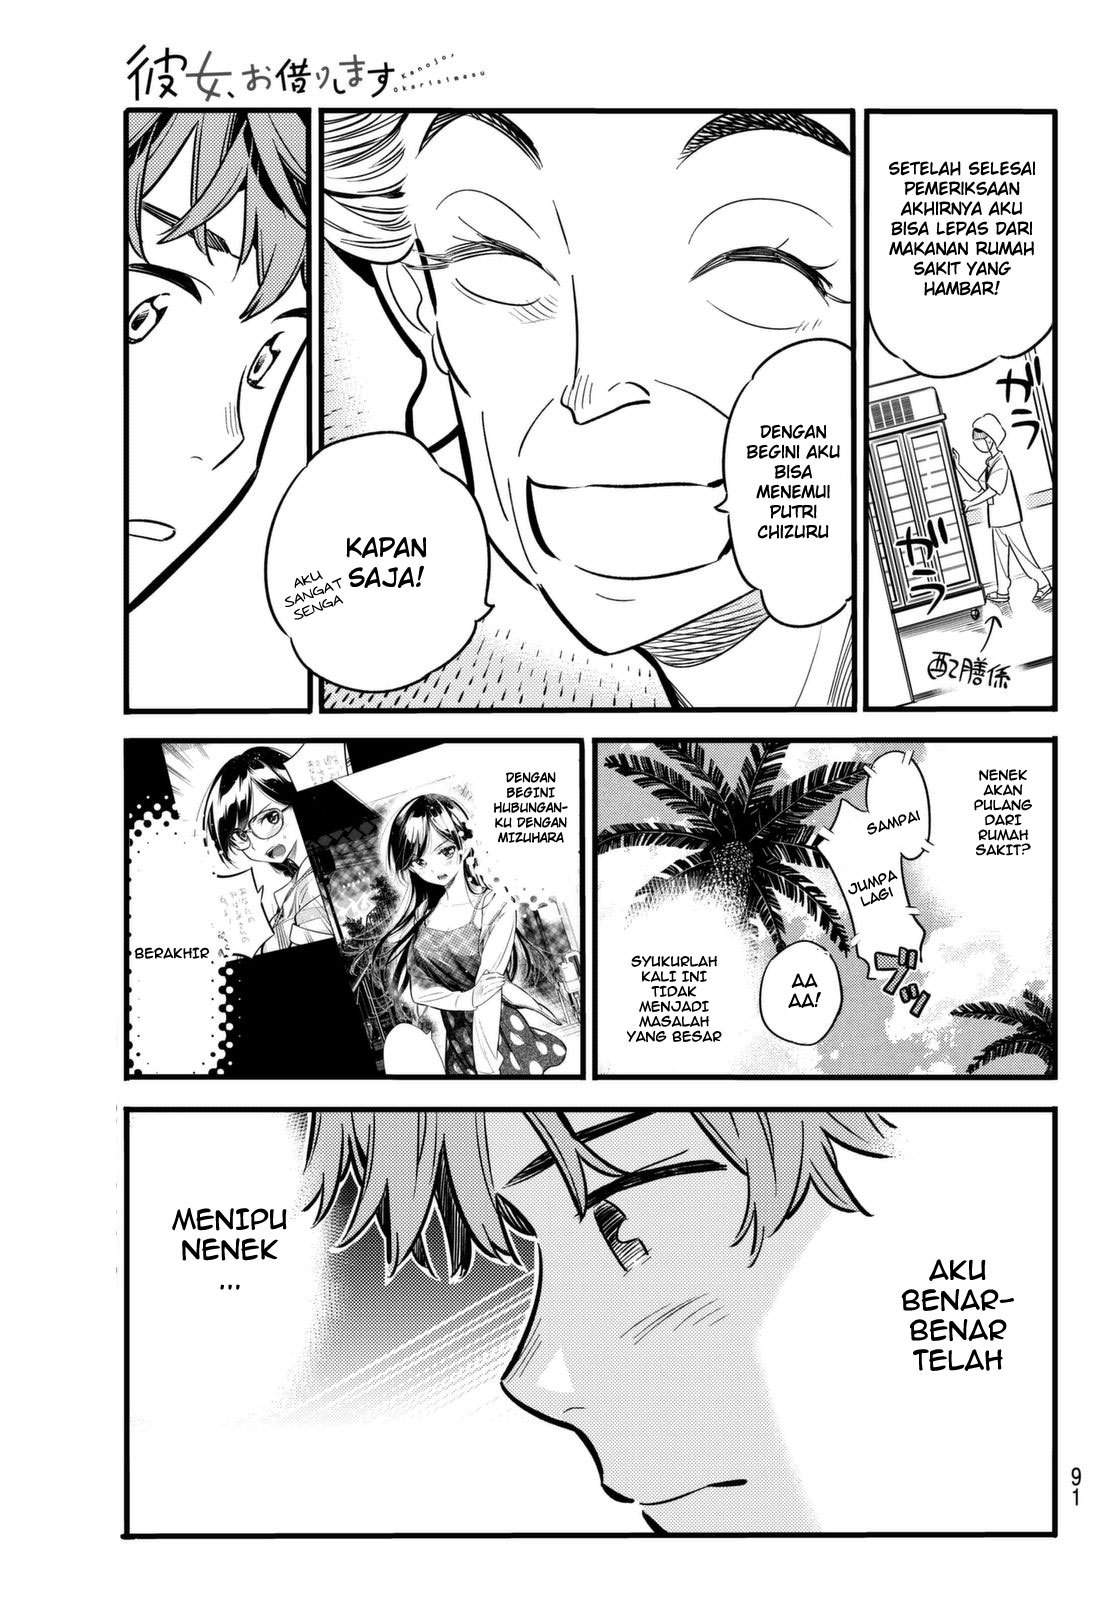 彼女、お借りします
Kanojo,
Okarishimasu
SETELAH SELESAI
PEMERIKSAAN
AKHIRNYA AKU
BISA LEPAS DARI
MAKANAN RUMAH
SAKIT YANG
HAMBAR!
ガラ
ガラ
配膳係
DENGAN
BEGINI AKU
BISA
MENEMUI
PUTRI
CHIZURU
KAPAN
SAJA!
AKU
SANGAT
SENGA
NENEK
AKAN
PULANG
DARI
RUMAH
SAKIT?
SAMPAI
JUMPA
LAGI
AA
AA!
SYUKURLAH
KALI INI
TIDAK
MENJADI
MASALAH
YANG BESAR
DENGAN
BEGINI
HUBUNGAN-
KU DENGAN
MIZUHARA
BERAKHIR
AKU
BENAR-
BENAR
TELAH
MENIPU
NENEK
...
91